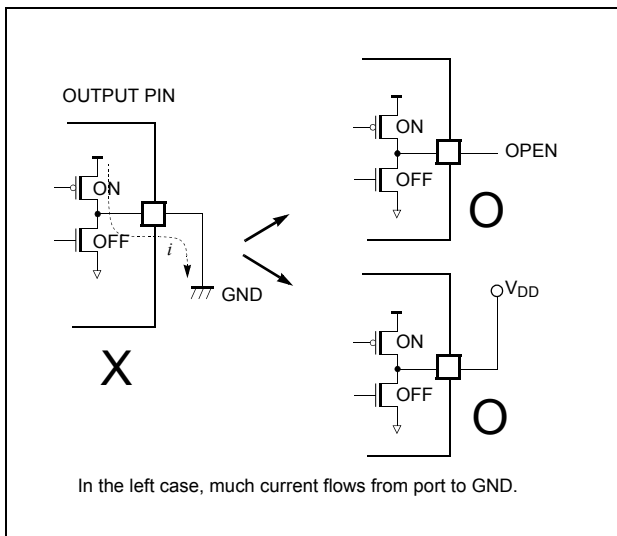 OUTPUT PIN
ON
OFF
i
GND
X
ON
OFF
OPEN
O
VDD
ON
OFF
O
In the left case, much current flows from port to GND.